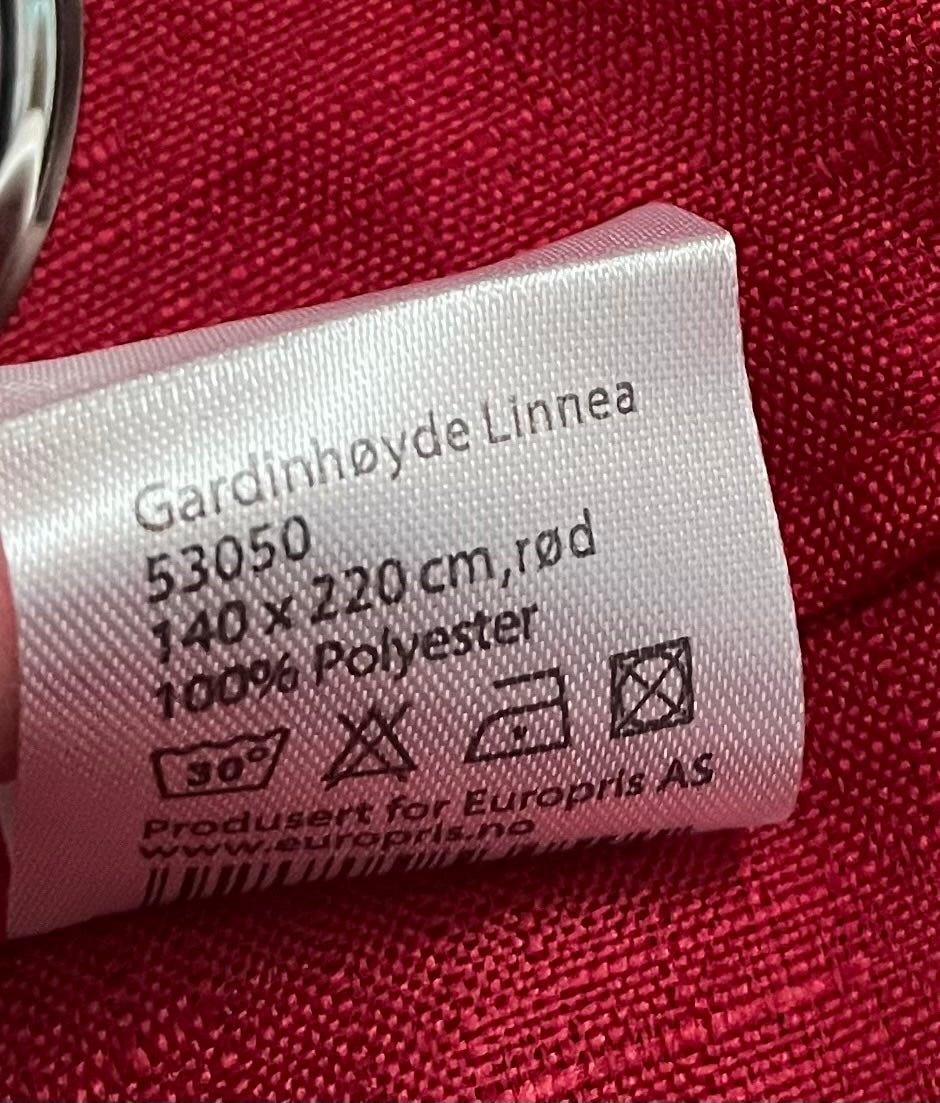 Gardinhøyde Linnea
53050
140 x 220 cm,rød
100% Polyester
30°
Produsert for Europris AS
www.europris.no